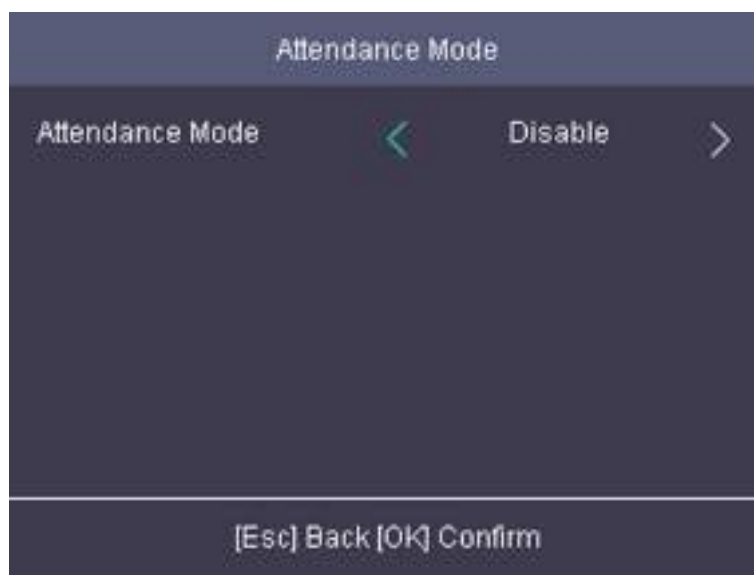 Attendance Mode
Attendance Mode < Disable >
[Esc] Back [OK] Confirm